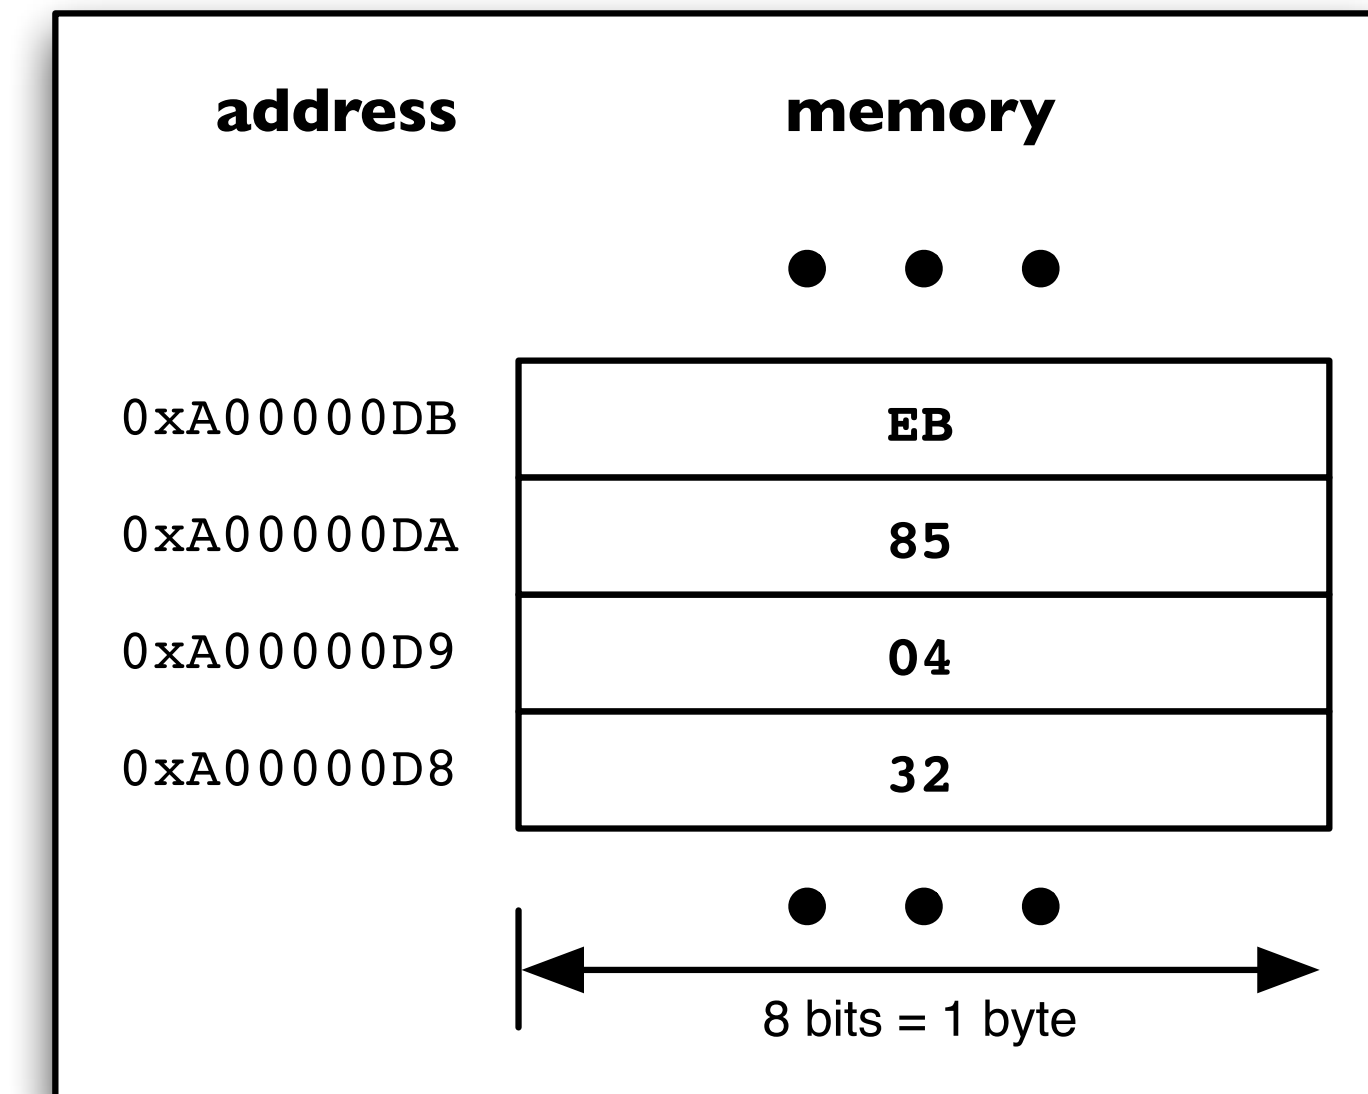 address memory
0xA00000DB EB
0xA00000DA 85
0xA00000D9 04
0xA00000D8 32
8 bits = 1 byte